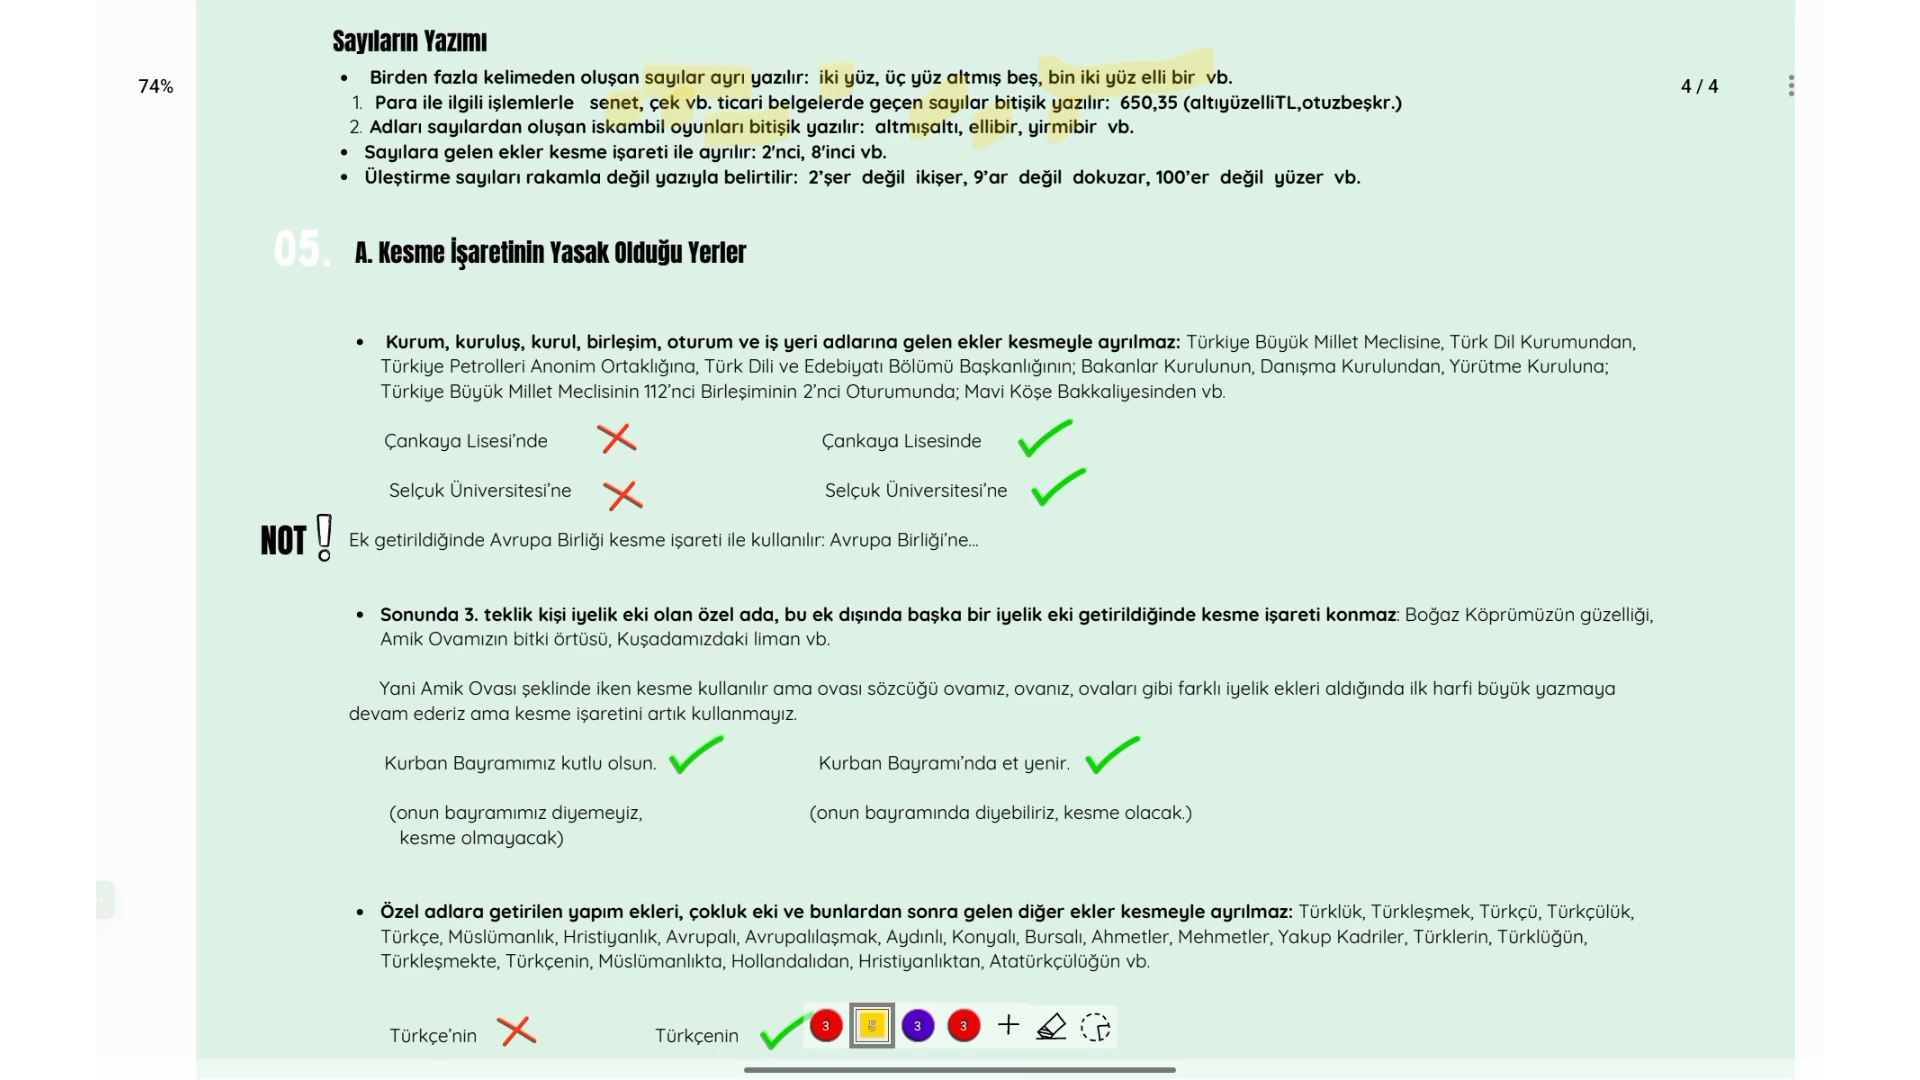 Sayıların Yazımı
74%
4 / 4
• Birden fazla kelimeden oluşan sayılar ayrı yazılır: iki yüz, üç yüz altmış beş, bin iki yüz elli bir vb.
1. Para ile ilgili işlemlerle senet, çek vb. ticari belgelerde geçen sayılar bitişik yazılır: 650,35 (altıyüzelliTL,otuzbeşkr.)
2. Adları sayılardan oluşan iskambil oyunları bitişik yazılır: altmışaltı, ellibir, yirmibir vb.
• Sayılara gelen ekler kesme işareti ile ayrılır: 2'nci, 8'inci vb.
• Üleştirme sayıları rakamla değil yazıyla belirtilir: 2’şer değil ikişer, 9’ar değil dokuzar, 100’er değil yüzer vb.
05. A. Kesme İşaretinin Yasak Olduğu Yerler
• Kurum, kuruluş, kurul, birleşim, oturum ve iş yeri adlarına gelen ekler kesmeyle ayrılmaz: Türkiye Büyük Millet Meclisine, Türk Dil Kurumundan,
Türkiye Petrolleri Anonim Ortaklığına, Türk Dili ve Edebiyatı Bölümü Başkanlığının; Bakanlar Kurulunun, Danışma Kurulundan, Yürütme Kuruluna;
Türkiye Büyük Millet Meclisinin 112’nci Birleşiminin 2’nci Oturumunda; Mavi Köşe Bakkaliyesinden vb.
Çankaya Lisesi’nde Çankaya Lisesinde
Selçuk Üniversitesi’ne Selçuk Üniversitesi’ne
NOT! Ek getirildiğinde Avrupa Birliği kesme işareti ile kullanılır: Avrupa Birliği’ne...
• Sonunda 3. teklik kişi iyelik eki olan özel ada, bu ek dışında başka bir iyelik eki getirildiğinde kesme işareti konmaz: Boğaz Köprümüzün güzelliği,
Amik Ovamızın bitki örtüsü, Kuşadamızdaki liman vb.
Yani Amik Ovası şeklinde iken kesme kullanılır ama ovası sözcüğü ovamız, ovanız, ovaları gibi farklı iyelik ekleri aldığında ilk harfi büyük yazmaya
devam ederiz ama kesme işaretini artık kullanmayız.
Kurban Bayramımız kutlu olsun. Kurban Bayramı’nda et yenir.
(onun bayramımız diyemeyiz, (onun bayramında diyebiliriz, kesme olacak.)
kesme olmayacak)
• Özel adlara getirilen yapım ekleri, çokluk eki ve bunlardan sonra gelen diğer ekler kesmeyle ayrılmaz: Türklük, Türkleşmek, Türkçü, Türkçülük,
Türkçe, Müslümanlık, Hristiyanlık, Avrupalı, Avrupalılaşmak, Aydınlı, Konyalı, Bursalı, Ahmetler, Mehmetler, Yakup Kadriler, Türklerin, Türklüğün,
Türkleşmekte, Türkçenin, Müslümanlıkta, Hollandalıdan, Hristiyanlıktan, Atatürkçülüğün vb.
Türkçe’nin Türkçenin
3 5 3 3